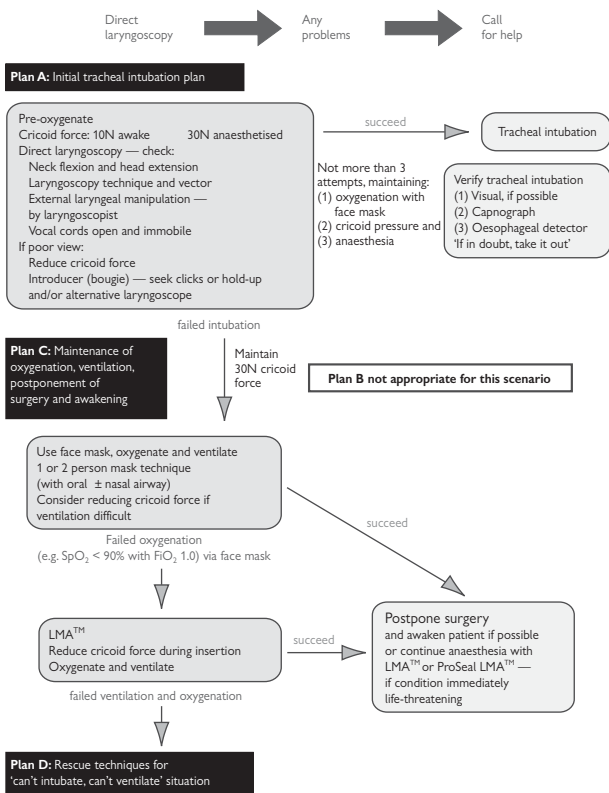 Direct
laryngoscopy
Any
problems
Call
for help
Plan A: Initial tracheal intubation plan
Pre-oxygenate
Cricoid force: 10N awake 30N anaesthetised
Direct laryngoscopy — check:
Neck flexion and head extension
Laryngoscopy technique and vector
External laryngeal manipulation —
by laryngoscopist
Vocal cords open and immobile
If poor view:
Reduce cricoid force
Introducer (bougie) — seek clicks or hold-up
and/or alternative laryngoscope
succeed
Not more than 3
attempts, maintaining:
(1) oxygenation with
face mask
(2) cricoid pressure and
(3) anaesthesia
Tracheal intubation
Verify tracheal intubation
(1) Visual, if possible
(2) Capnograph
(3) Oesophageal detector
'If in doubt, take it out'
failed intubation
Plan C: Maintenance of
oxygenation, ventilation,
postponement of
surgery and awakening
Maintain
30N cricoid
force
Plan B not appropriate for this scenario
Use face mask, oxygenate and ventilate
1 or 2 person mask technique
(with oral ± nasal airway)
Consider reducing cricoid force if
ventilation difficult
succeed
Failed oxygenation
(e.g. SpO₂ < 90% with FiO₂ 1.0) via face mask
LMA™
Reduce cricoid force during insertion
Oxygenate and ventilate
succeed
Postpone surgery
and awaken patient if possible
or continue anaesthesia with
LMA™ or ProSeal LMA™ —
if condition immediately
life-threatening
failed ventilation and oxygenation
Plan D: Rescue techniques for
'can't intubate, can't ventilate' situation